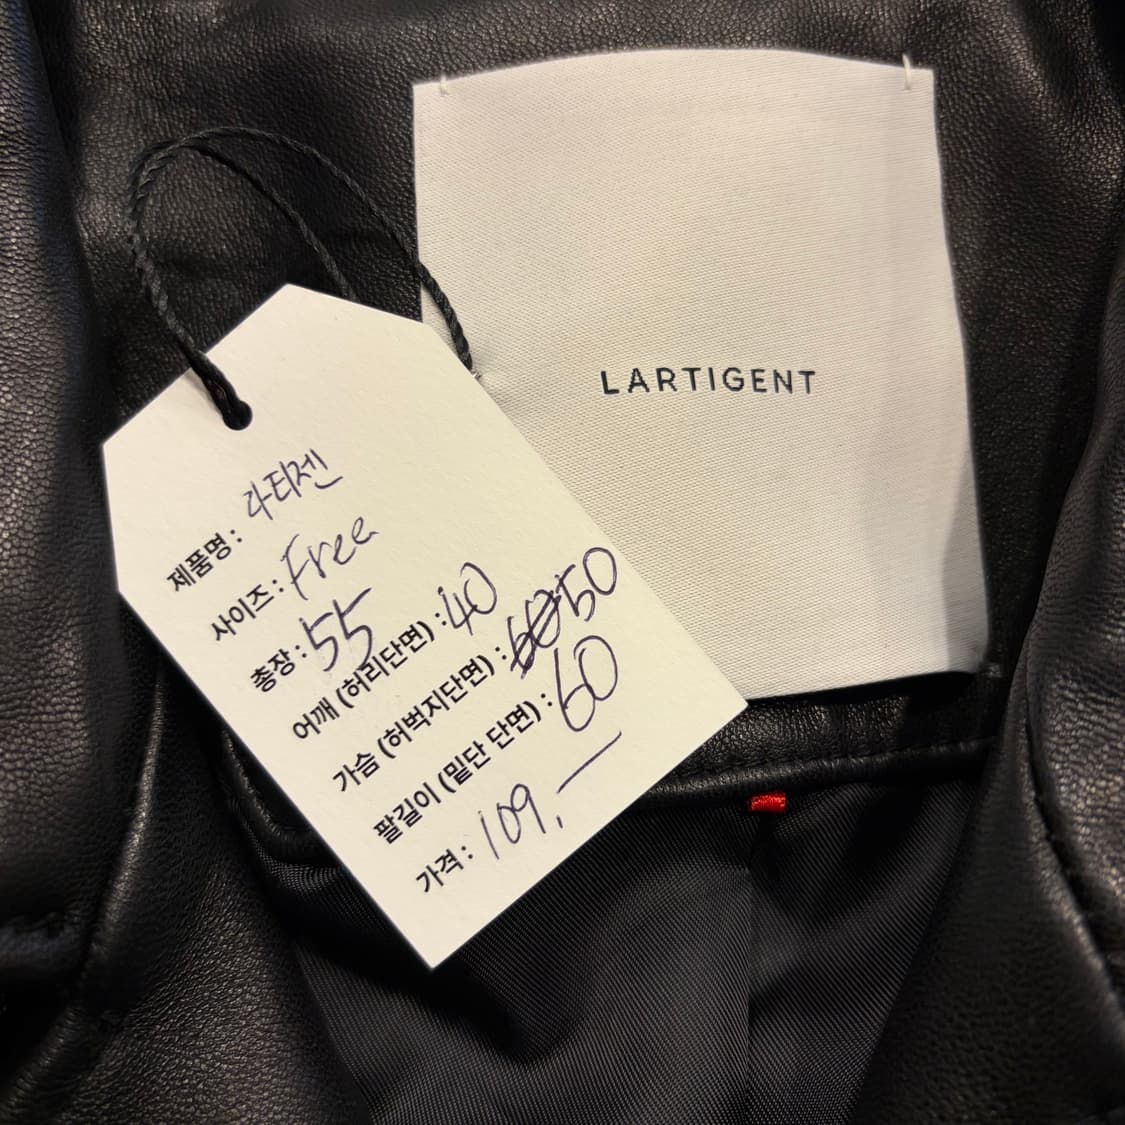 LARTIGENT
제품명 : 라티젠
사이즈 : Free
총장 : 55
어깨 (허리단면) : 40
가슴 (허벅지단면) : 50
팔길이 (밑단 단면) : 60
가격 : 109,—